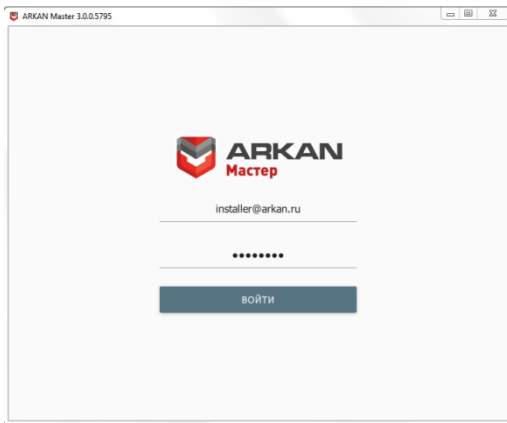 ARKAN Master 3.0.0.5795
ARKAN
Мастер
installer@arkan.ru
••••••••
ВОЙТИ